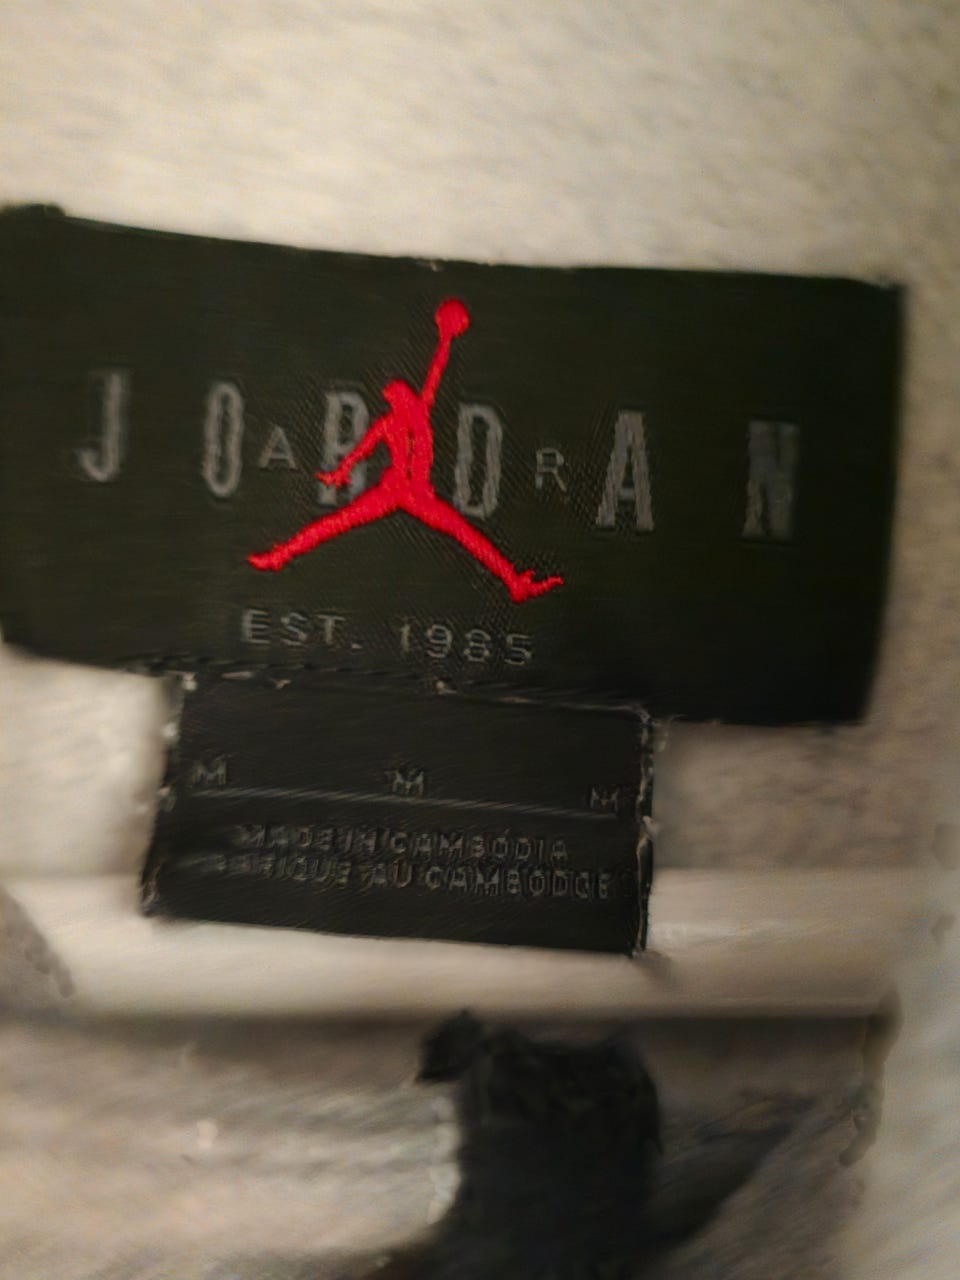 JORDAN
AIR
EST. 1985
M M M
MADE IN CAMBODIA
FABRIQUE AU CAMBODGE